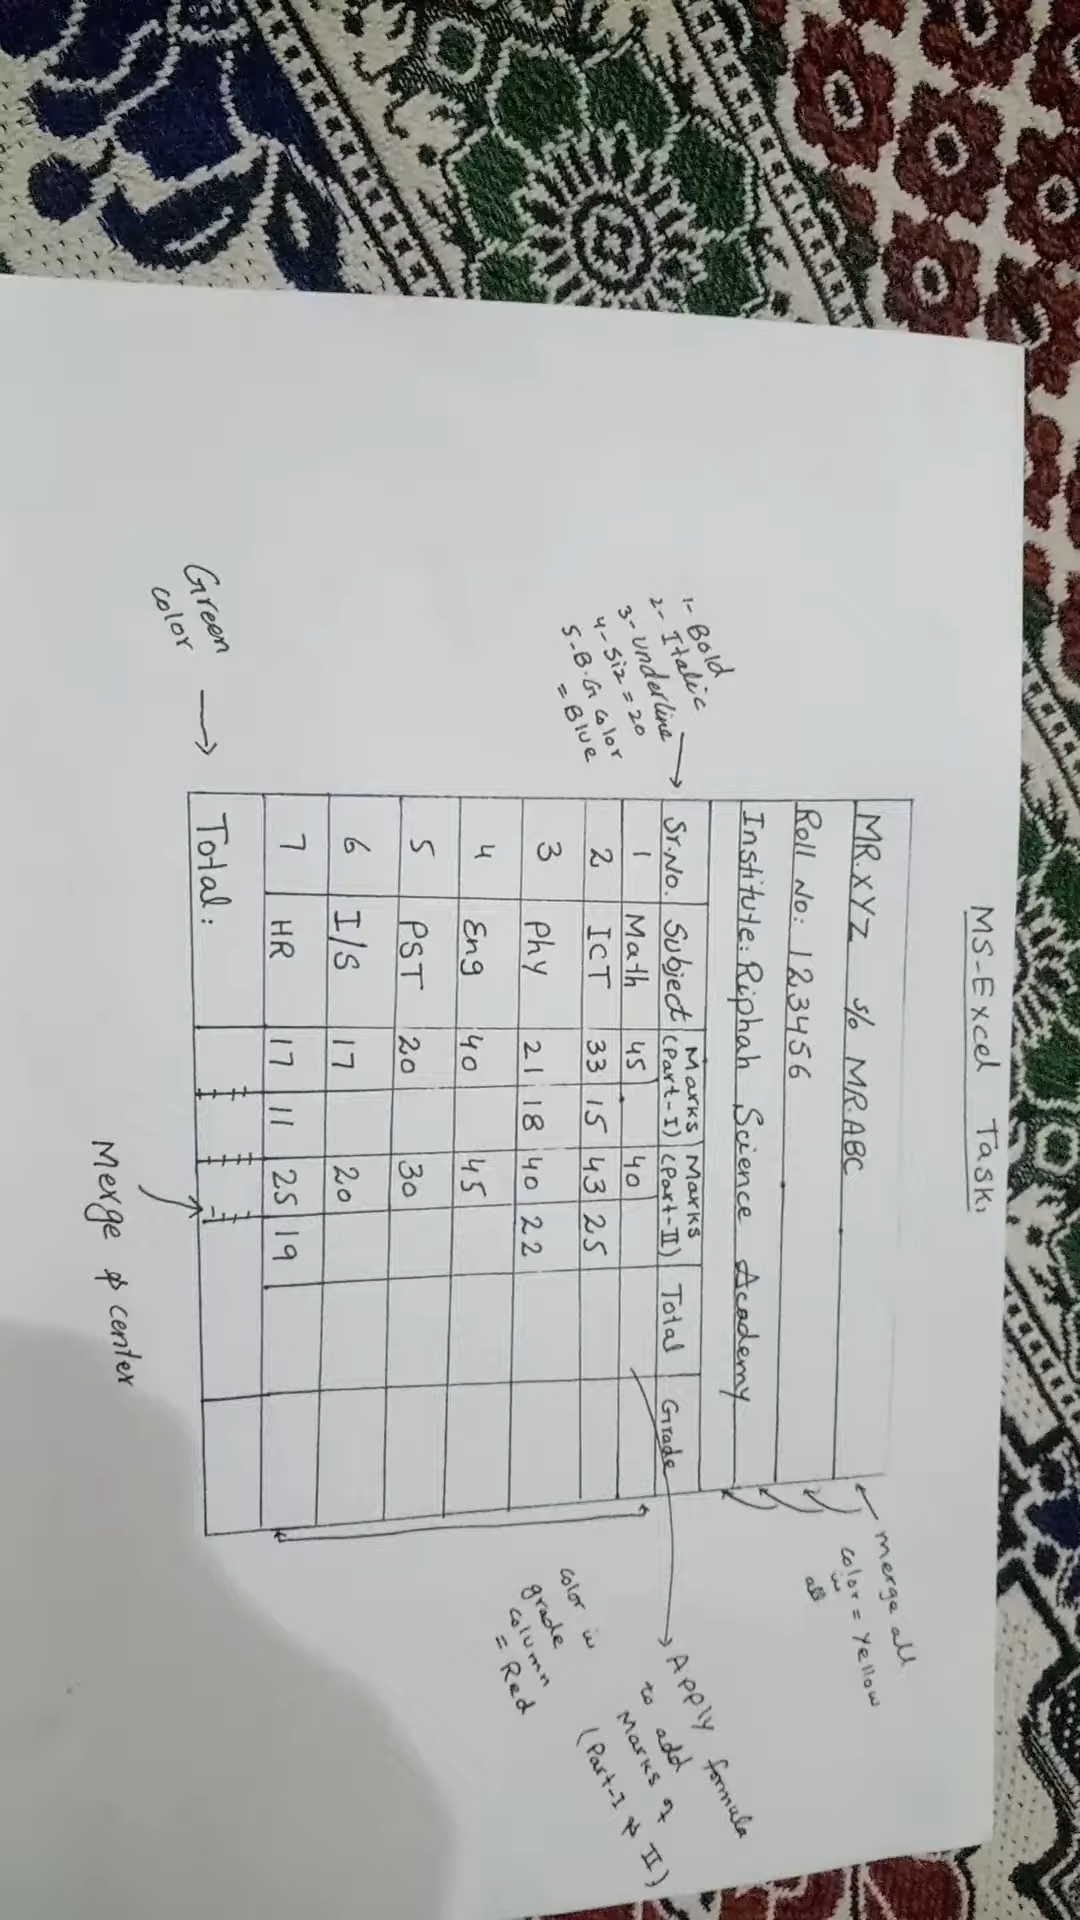 MS-Excel Task.
MR.XYZ s/o MR.ABC
Roll No: 123456
Institute: Riphah Science Academy
merge all
color = Yellow
in
all
1- Bold
2- Italic
3- underline
4- Siz = 20
5- B.G color
= Blue
Sr.No. Subject Marks (Part-I) Marks (Part-II) Total Grade
1 Math 45 40
2 ICT 33 15 43 25
3 Phy 21 18 40 22
4 Eng 40 45
5 PST 20 30
6 I/S 17 20
7 HR 17 11 25 19
Total:
Apply formula
to add
Marks of
(Part-I & II)
color in
grade
column
= Red
Green
color
Merge & center